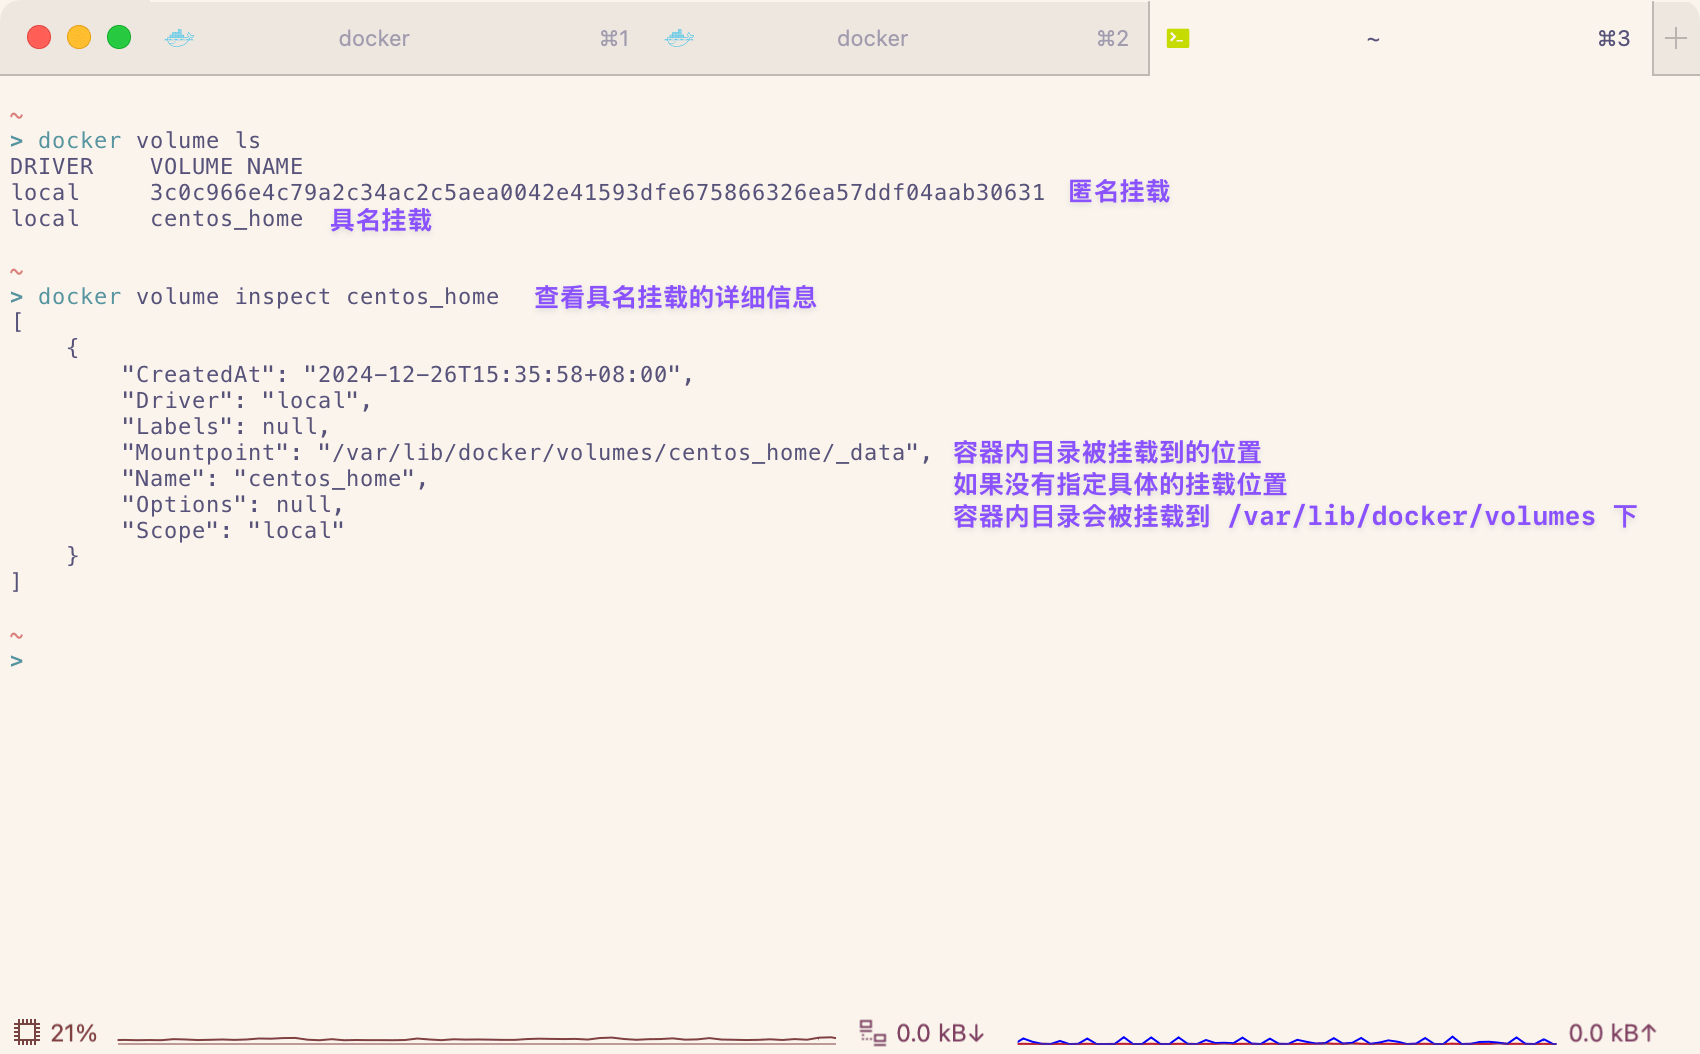 docker ⌘1 docker ⌘2 ~ ⌘3
~
> docker volume ls
DRIVER    VOLUME NAME
local     3c0c966e4c79a2c34ac2c5aea0042e41593dfe675866326ea57ddf04aab30631 匿名挂载
local     centos_home 具名挂载
~
> docker volume inspect centos_home 查看具名挂载的详细信息
[
    {
        "CreatedAt": "2024-12-26T15:35:58+08:00",
        "Driver": "local",
        "Labels": null,
        "Mountpoint": "/var/lib/docker/volumes/centos_home/_data", 容器内目录被挂载到的位置
        "Name": "centos_home", 如果没有指定具体的挂载位置
        "Options": null, 容器内目录会被挂载到 /var/lib/docker/volumes 下
        "Scope": "local"
    }
]
~
>
21% 0.0 kB↓ 0.0 kB↑